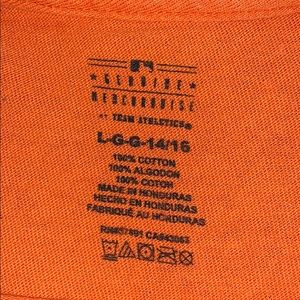 GENUINE
MERCHANDISE
BY TEAM ATHLETICS®
L-G-G-14/16
100% COTTON
100% ALGODON
100% COTON
MADE IN HONDURAS
HECHO EN HONDURAS
FABRIQUÉ AU HONDURAS